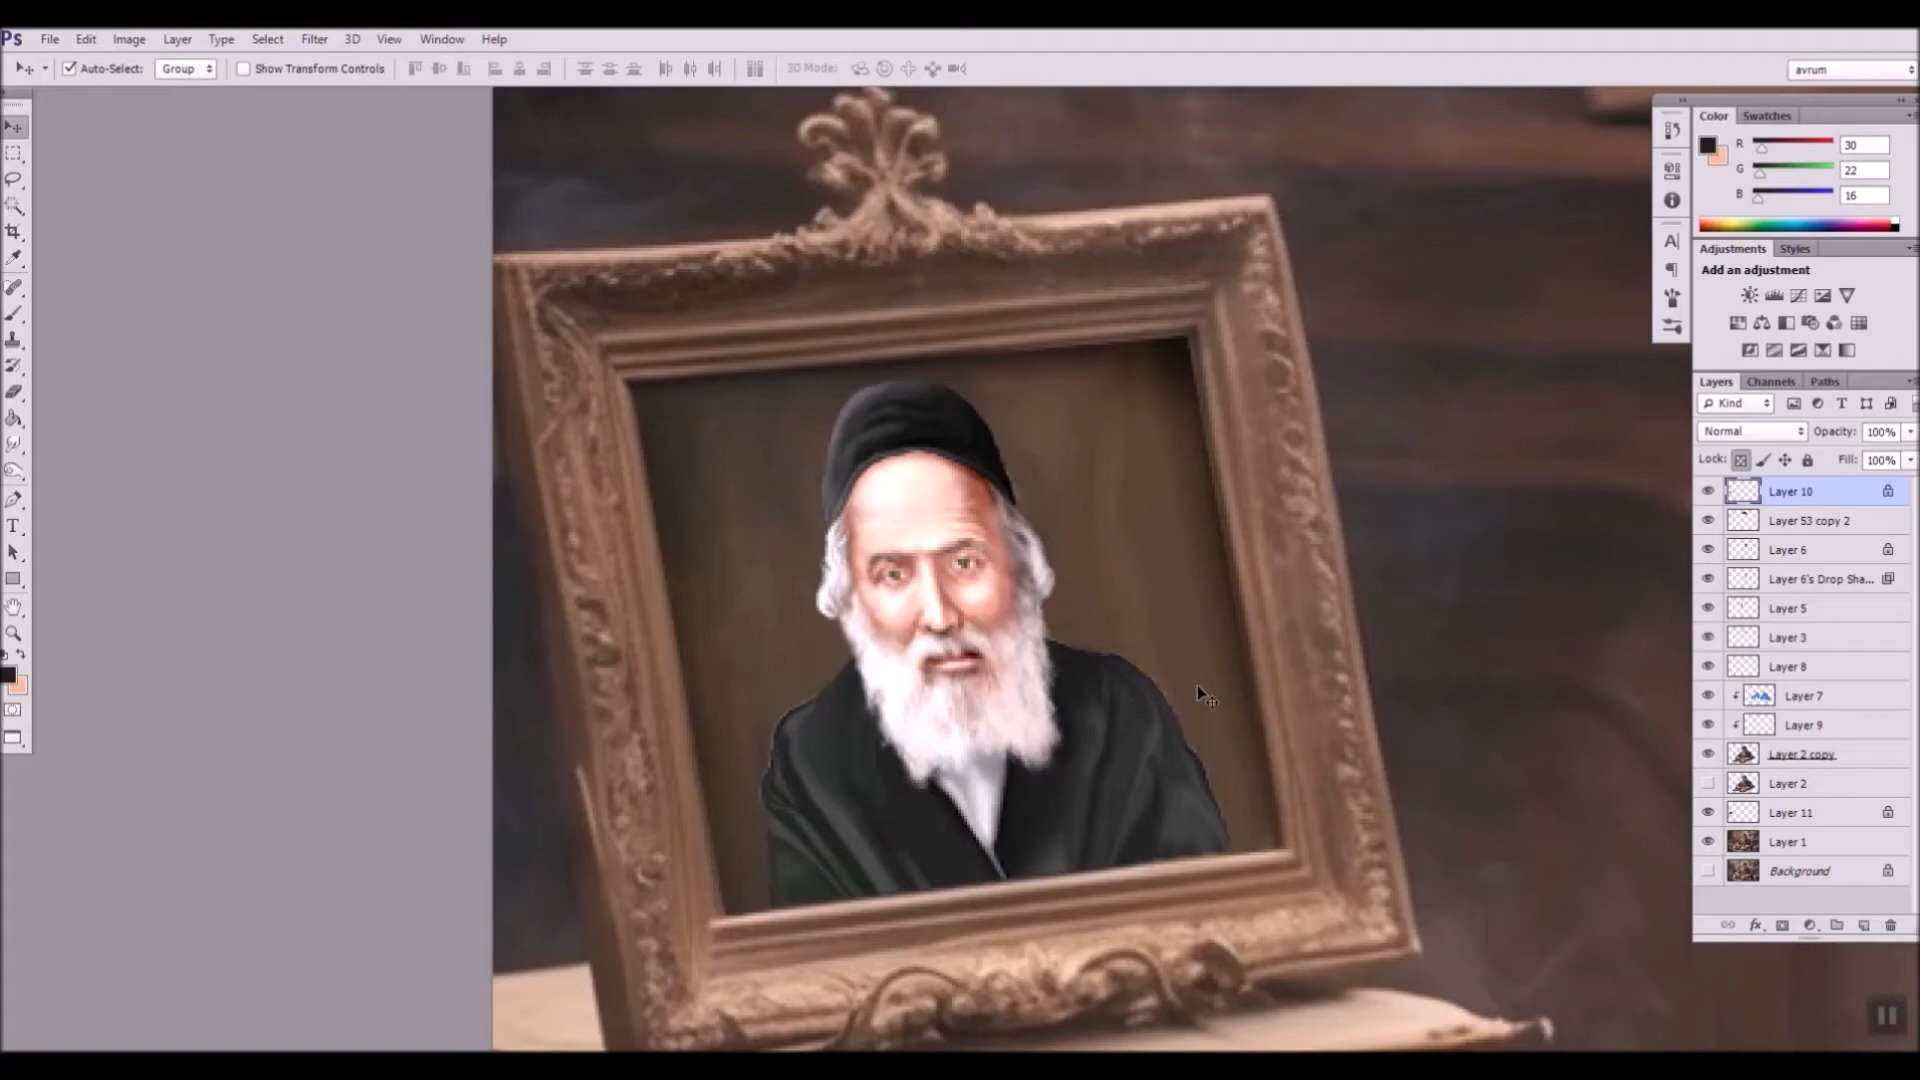 Ps File Edit Image Layer Type Select Filter 3D View Window Help
Auto-Select: Group Show Transform Controls 3D Mode: avrum
Color Swatches
R 30
G 22
B 16
Adjustments Styles
Add an adjustment
Layers Channels Paths
Kind T
Normal Opacity: 100%
Lock: Fill: 100%
Layer 10
Layer 53 copy 2
Layer 6
Layer 6's Drop Sha...
Layer 5
Layer 3
Layer 8
Layer 7
Layer 9
Layer 2 copy
Layer 2
Layer 11
Layer 1
Background
fx